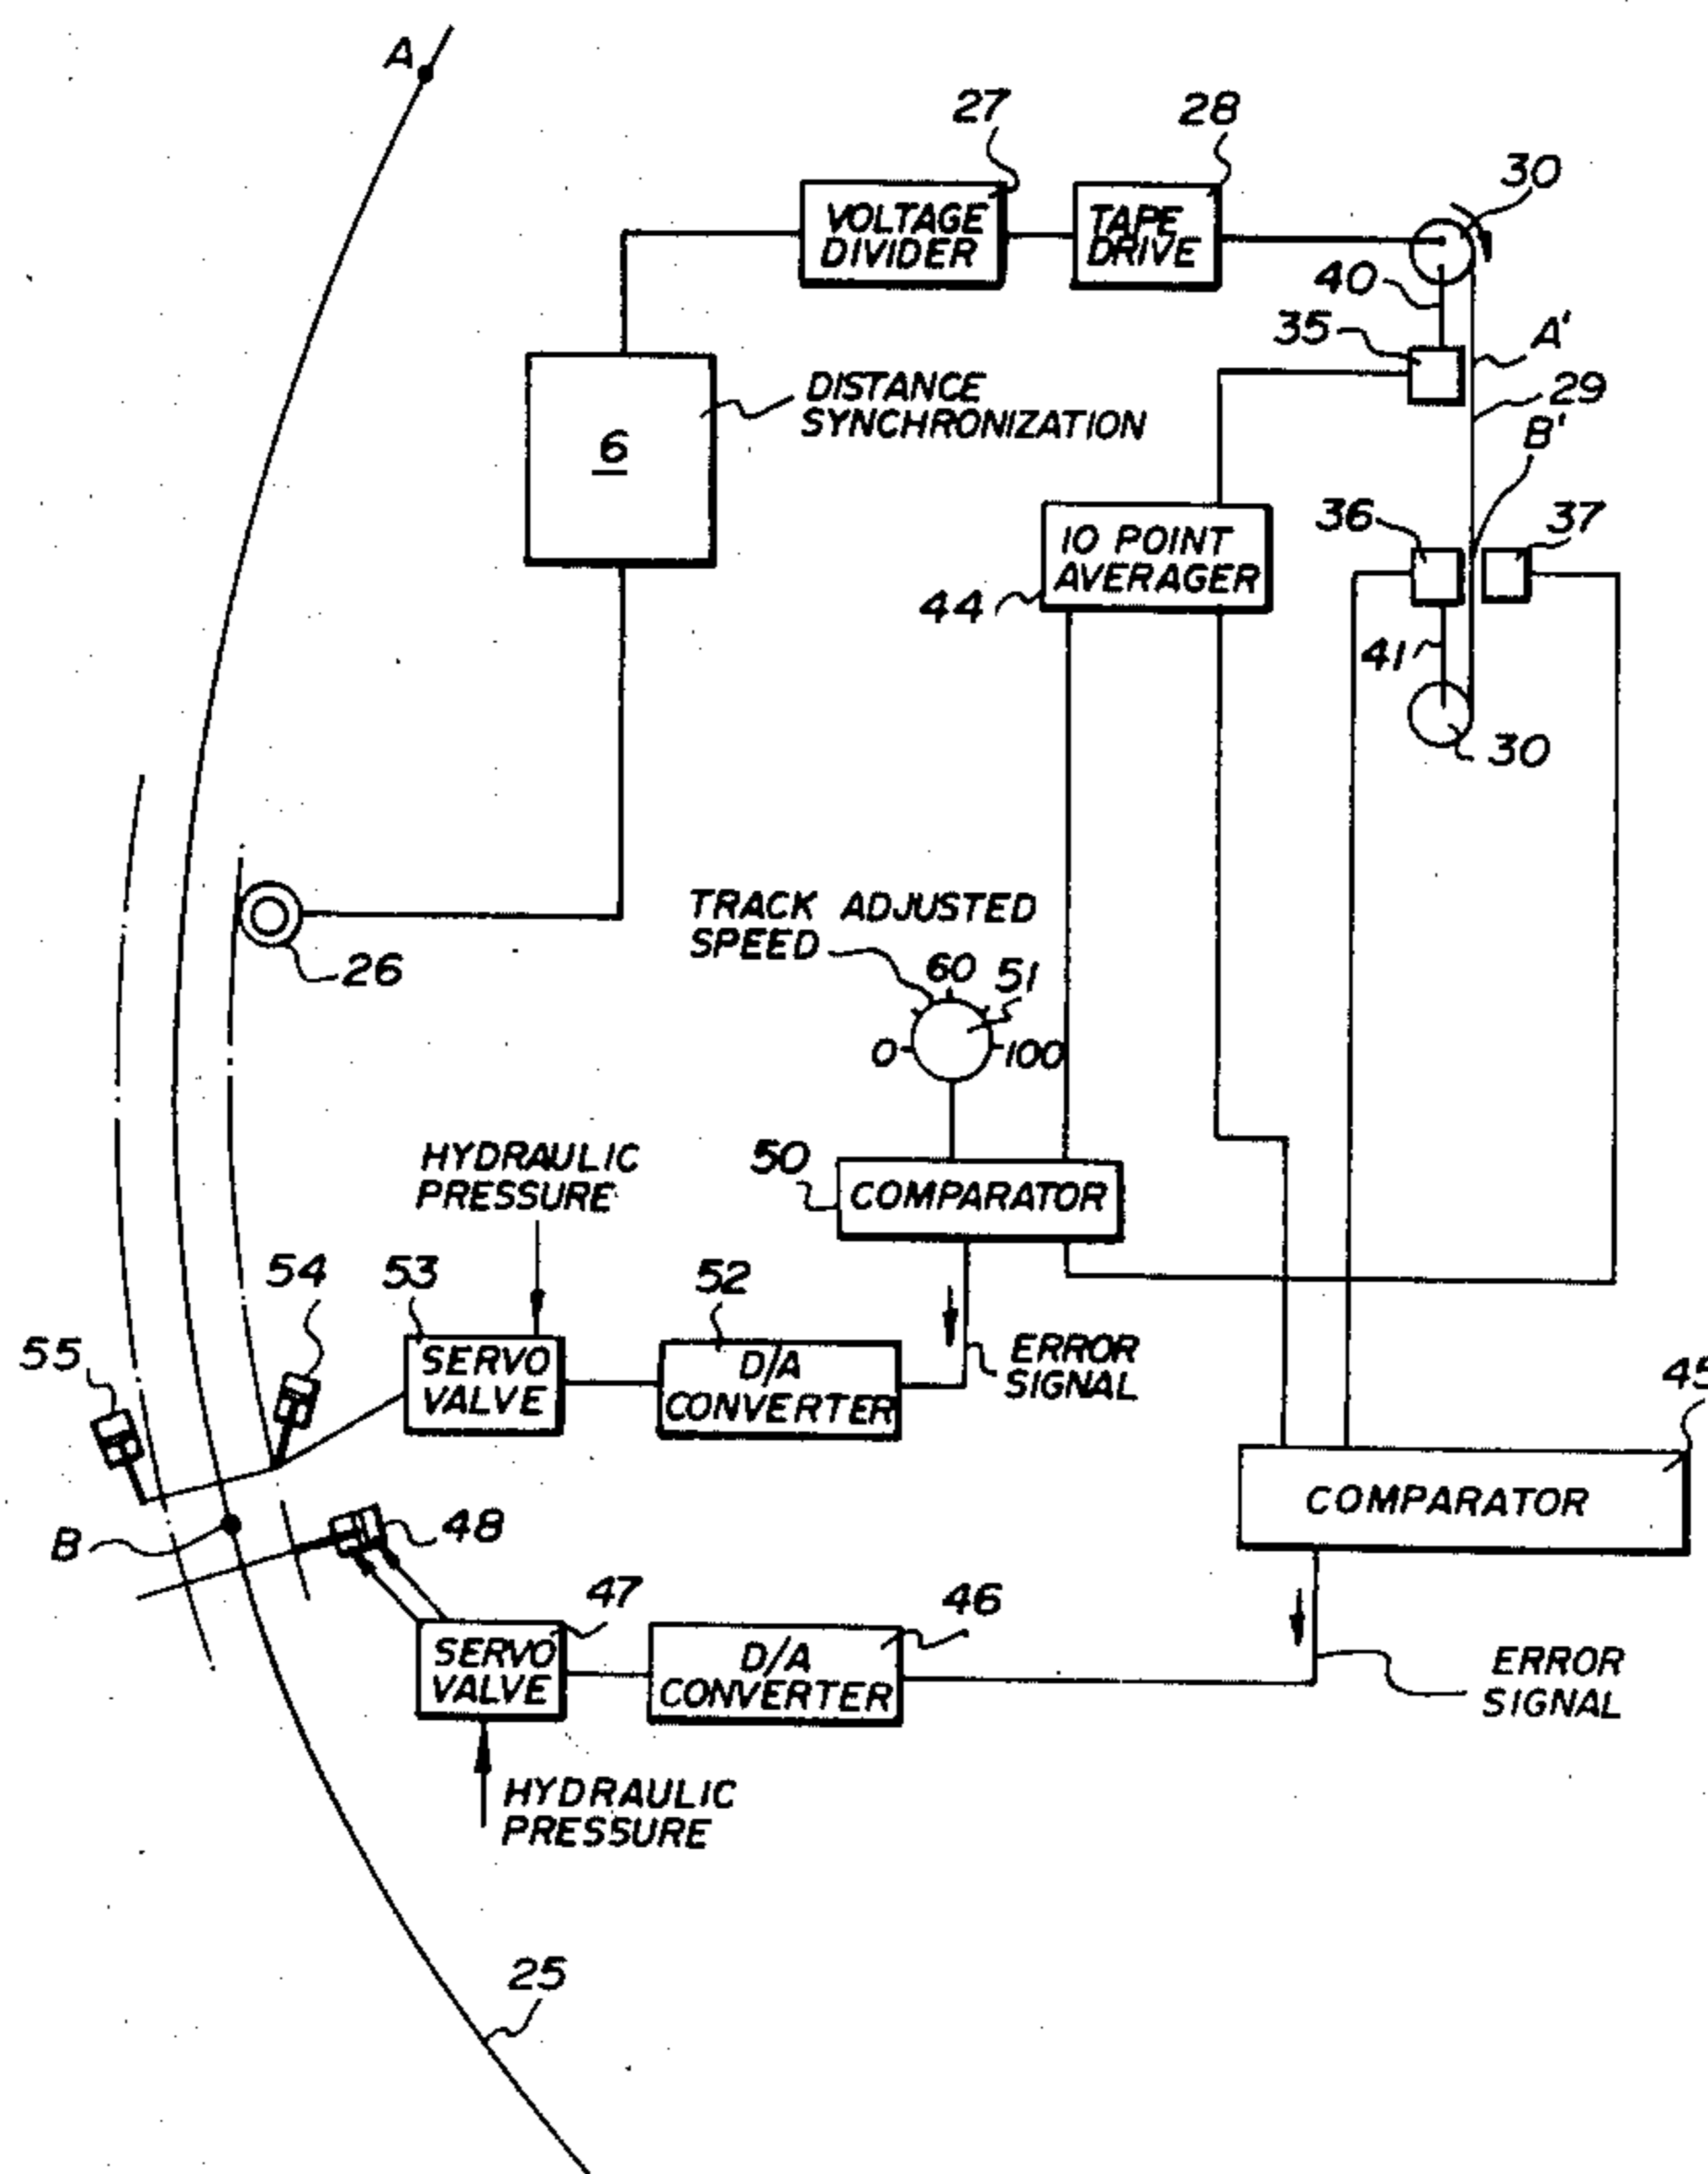 A
27
28
30
VOLTAGE
DIVIDER
TAPE
DRIVE
40
35
A'
29
B'
DISTANCE
SYNCHRONIZATION
6
36
37
10 POINT
AVERAGER
44
41
30
TRACK ADJUSTED
SPEED
60
51
26
0
100
HYDRAULIC
PRESSURE
50
COMPARATOR
54
53
52
55
SERVO
VALVE
D/A
CONVERTER
ERROR
SIGNAL
45
COMPARATOR
B
48
47
46
SERVO
VALVE
D/A
CONVERTER
ERROR
SIGNAL
HYDRAULIC
PRESSURE
25